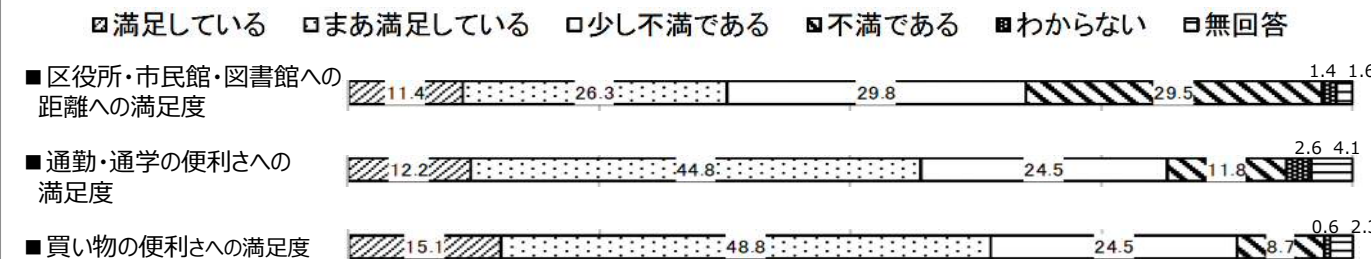 満足している まあ満足している 少し不満である 不満である わからない 無回答
■区役所・市民館・図書館への
距離への満足度
11.4 26.3 29.8 29.5 1.4 1.6
■通勤・通学の便利さへの
満足度
12.2 44.8 24.5 11.8 2.6 4.1
■買い物の便利さへの満足度
15.1 48.8 24.5 8.7 0.6